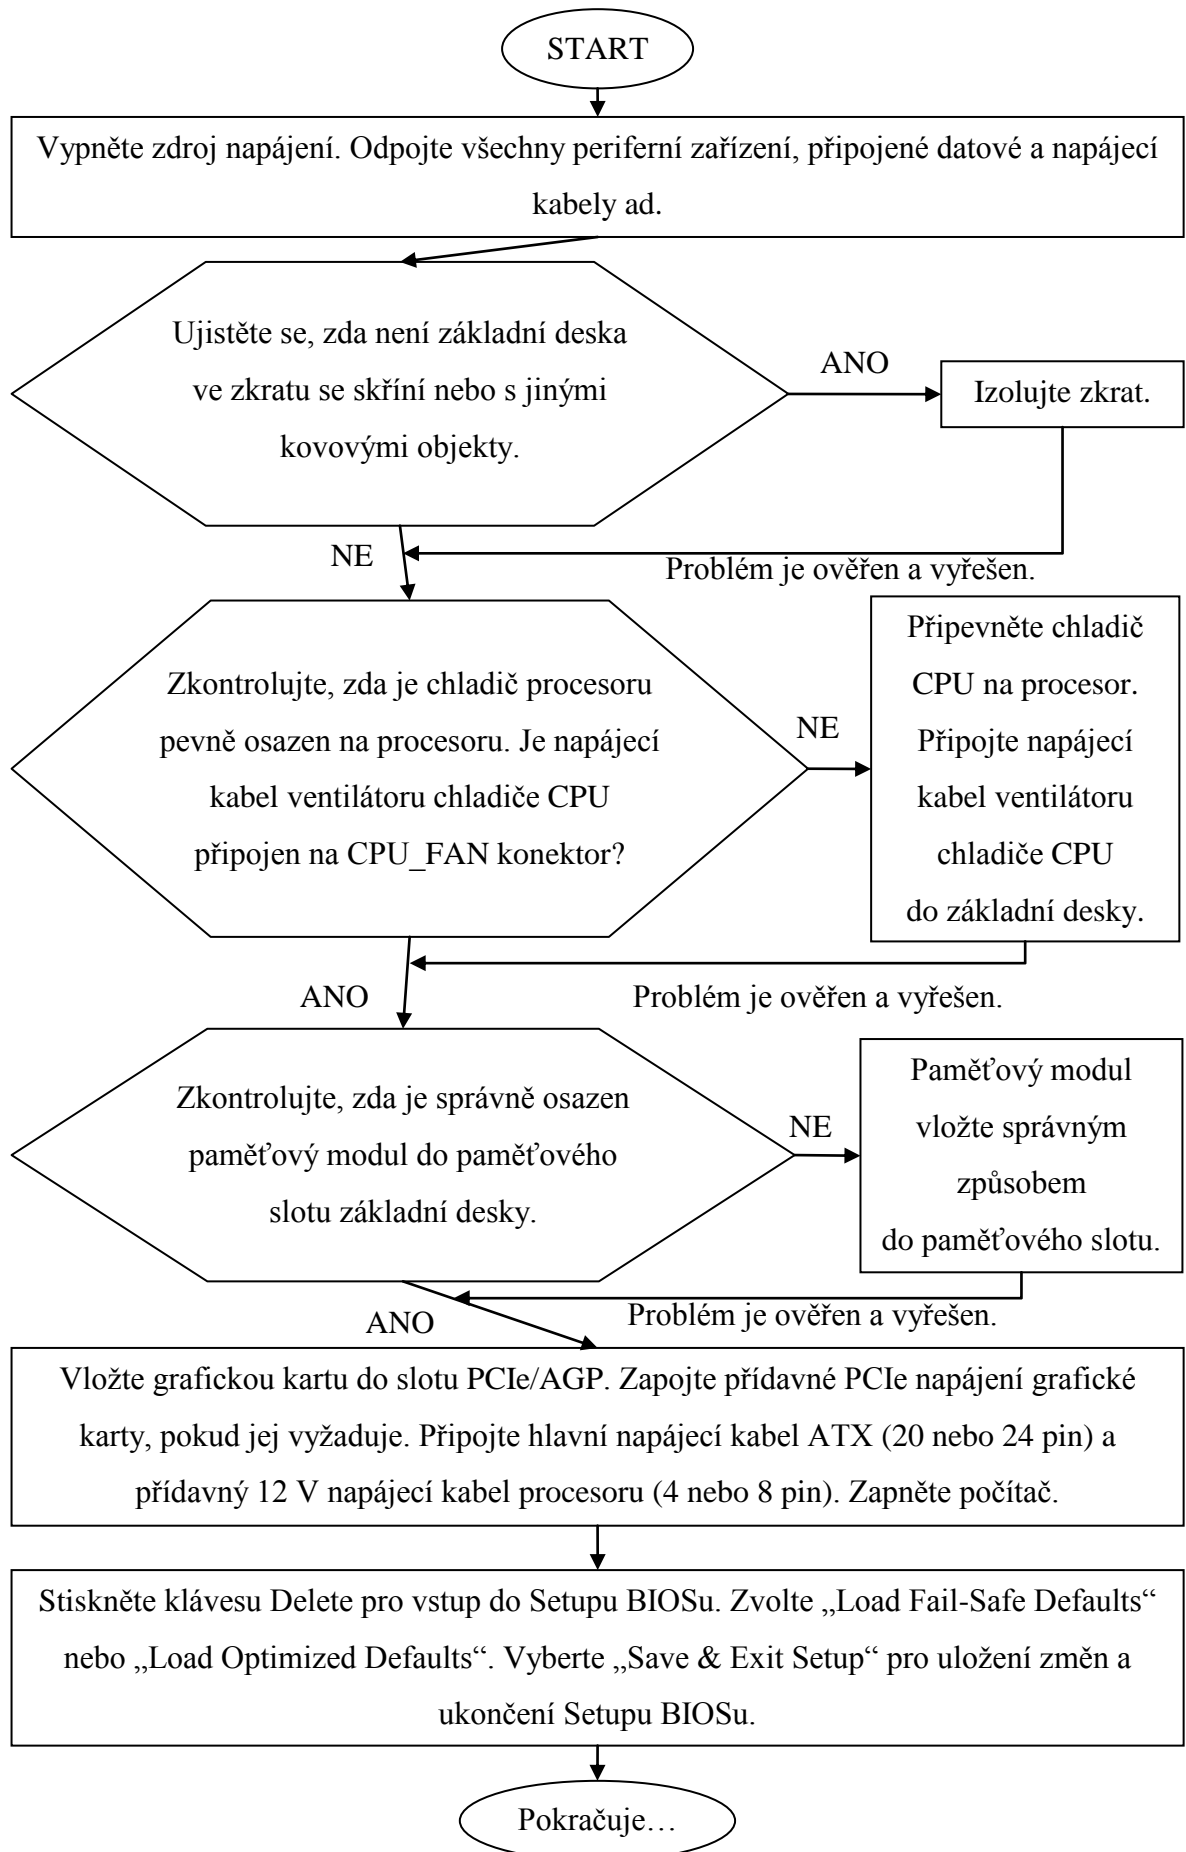 START
Vypněte zdroj napájení. Odpojte všechny periferní zařízení, připojené datové a napájecí
kabely ad.
Ujistěte se, zda není základní deska
ve zkratu se skříní nebo s jinými
kovovými objekty.
ANO
Izolujte zkrat.
NE
Problém je ověřen a vyřešen.
Zkontrolujte, zda je chladič procesoru
pevně osazen na procesoru. Je napájecí
kabel ventilátoru chladiče CPU
připojen na CPU_FAN konektor?
NE
Připevněte chladič
CPU na procesor.
Připojte napájecí
kabel ventilátoru
chladiče CPU
do základní desky.
ANO
Problém je ověřen a vyřešen.
Zkontrolujte, zda je správně osazen
paměťový modul do paměťového
slotu základní desky.
NE
Paměťový modul
vložte správným
způsobem
do paměťového slotu.
ANO
Problém je ověřen a vyřešen.
Vložte grafickou kartu do slotu PCIe/AGP. Zapojte přídavné PCIe napájení grafické
karty, pokud jej vyžaduje. Připojte hlavní napájecí kabel ATX (20 nebo 24 pin) a
přídavný 12 V napájecí kabel procesoru (4 nebo 8 pin). Zapněte počítač.
Stiskněte klávesu Delete pro vstup do Setupu BIOSu. Zvolte „Load Fail-Safe Defaults“
nebo „Load Optimized Defaults“. Vyberte „Save & Exit Setup“ pro uložení změn a
ukončení Setupu BIOSu.
Pokračuje…